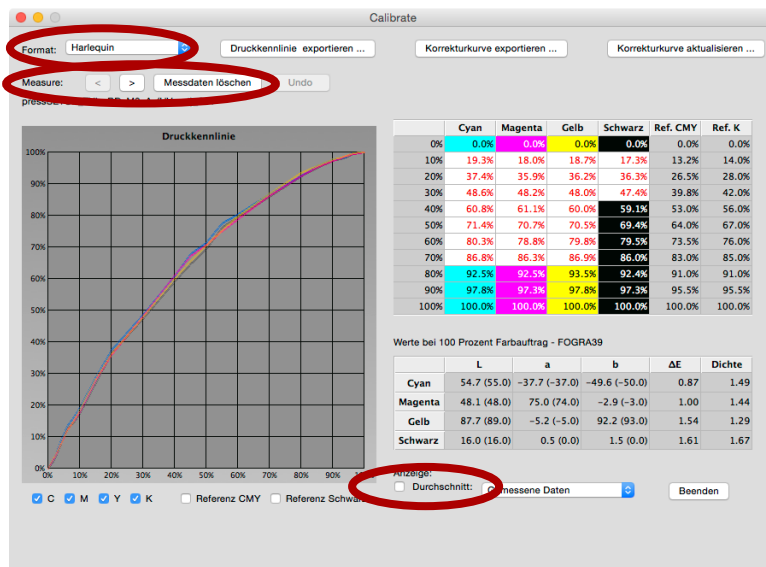 Calibrate
Format: Harlequin Druckkennlinie exportieren ... Korrekturkurve exportieren ... Korrekturkurve aktualisieren ...
Measure: < > Messdaten löschen Undo
Druckkennlinie
100%
90%
80%
70%
60%
50%
40%
30%
20%
10%
0%
0% 10% 20% 30% 40% 50% 60% 70% 80% 90%
C M Y K Referenz CMY Referenz
Cyan Magenta Gelb Schwarz Ref. CMY Ref. K
0% 0.0% 0.0% 0.0% 0.0% 0.0% 0.0%
10% 19.3% 18.0% 18.7% 17.3% 13.2% 14.0%
20% 37.4% 35.9% 36.2% 36.3% 26.5% 28.0%
30% 48.6% 48.2% 48.0% 47.4% 39.8% 42.0%
40% 60.8% 61.1% 60.0% 59.1% 53.0% 56.0%
50% 71.4% 70.7% 70.5% 69.4% 64.0% 67.0%
60% 80.3% 78.8% 79.8% 79.5% 73.5% 76.0%
70% 86.8% 86.3% 86.9% 86.0% 83.0% 85.0%
80% 92.5% 92.5% 93.5% 92.4% 91.0% 91.0%
90% 97.8% 97.3% 97.8% 97.3% 95.5% 95.5%
100% 100.0% 100.0% 100.0% 100.0% 100.0% 100.0%
Werte bei 100 Prozent Farbauftrag - FOGRA39
L a b ΔE Dichte
Cyan 54.7 (55.0) -37.7 (-37.0) -49.6 (-50.0) 0.87 1.49
Magenta 48.1 (48.0) 75.0 (74.0) -2.9 (-3.0) 1.00 1.44
Gelb 87.7 (89.0) -5.2 (-5.0) 92.2 (93.0) 1.54 1.29
Schwarz 16.0 (16.0) 0.5 (0.0) 1.5 (0.0) 1.61 1.67
Anzeige:
Durchschnitt: Gemessene Daten Beenden